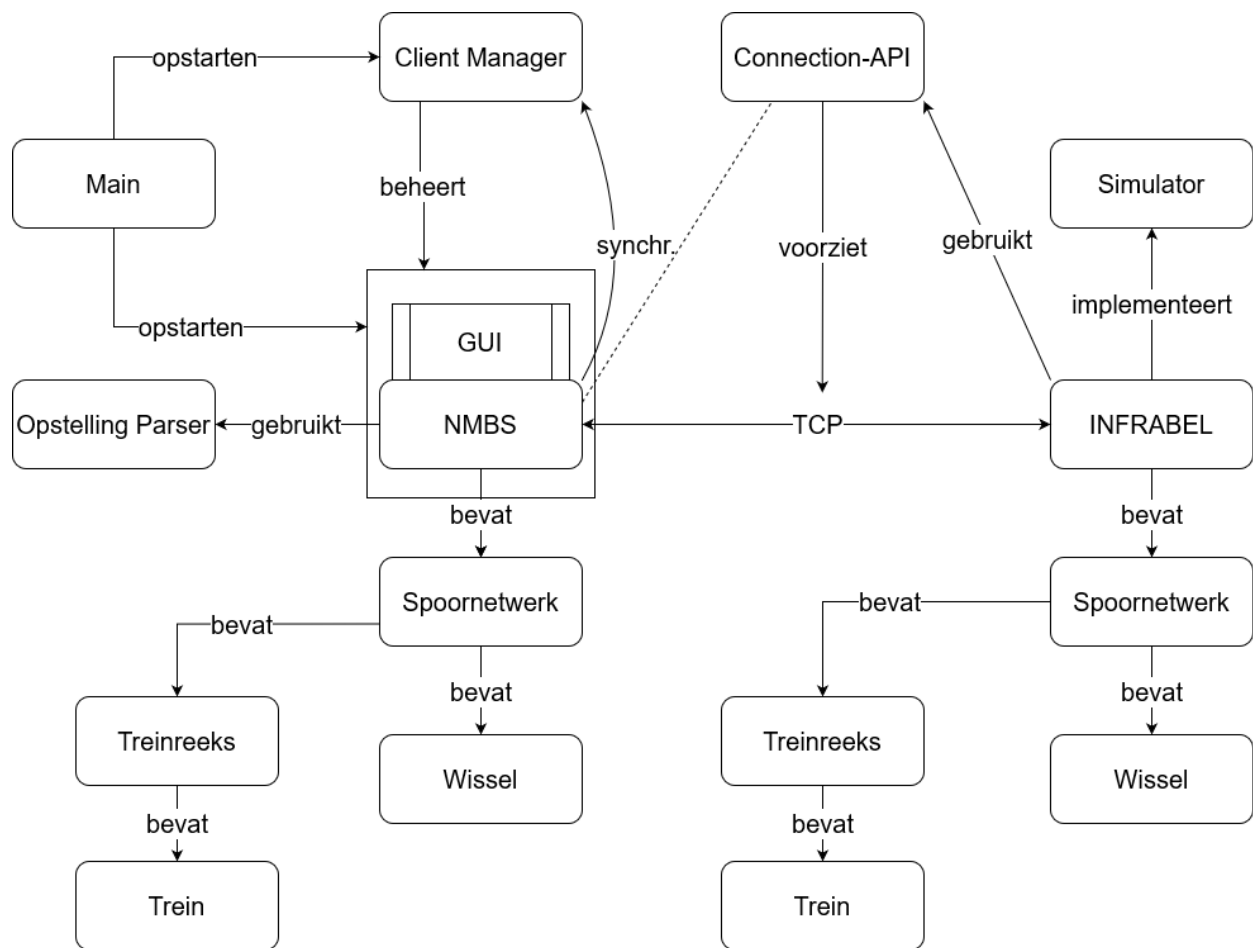 opstarten
Client Manager
Connection-API
Main
beheert
Simulator
synchr.
voorziet
gebruikt
implementeert
opstarten
GUI
Opstelling Parser
gebruikt
NMBS
TCP
INFRABEL
bevat
bevat
Spoornetwerk
Spoornetwerk
bevat
bevat
bevat
bevat
Treinreeks
Treinreeks
Wissel
Wissel
bevat
bevat
Trein
Trein